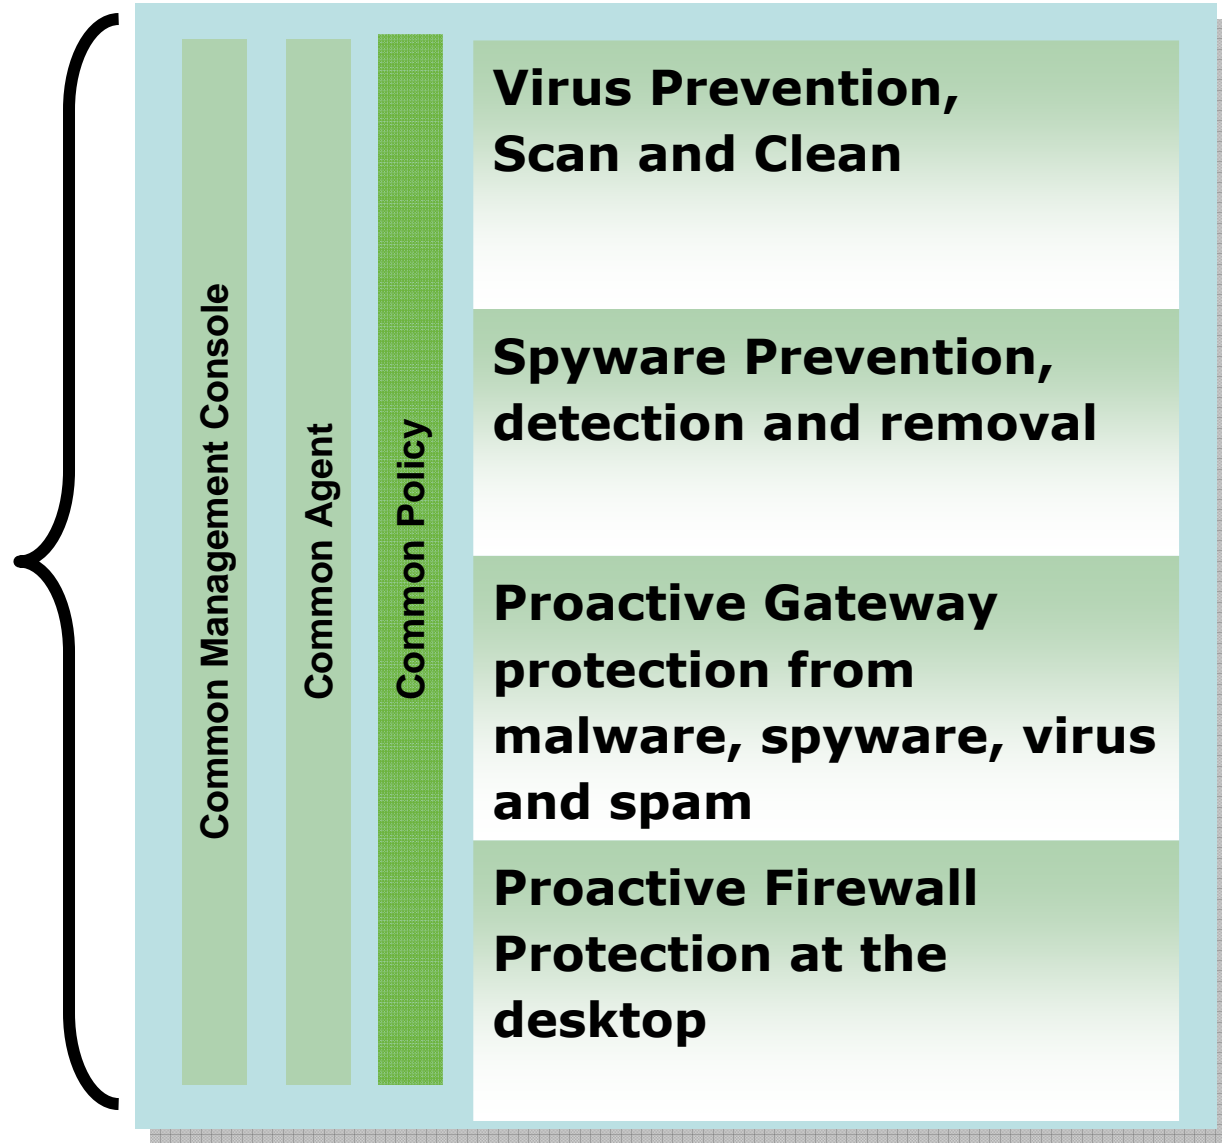 Common Management Console
Common Agent
Common Policy
Virus Prevention,
Scan and Clean
Spyware Prevention,
detection and removal
Proactive Gateway
protection from
malware, spyware, virus
and spam
Proactive Firewall
Protection at the
desktop